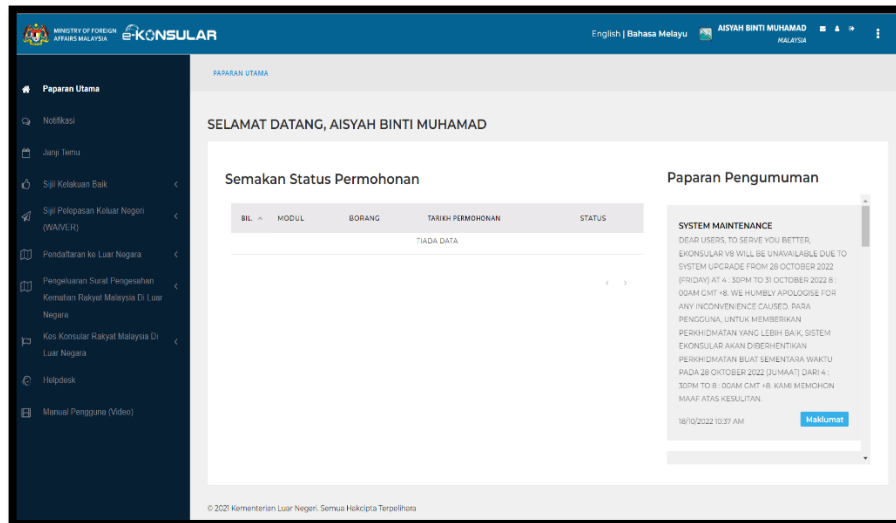 MINISTRY OF FOREIGN
AFFAIRS MALAYSIA
e-KONSULAR
English | Bahasa Melayu
AISYAH BINTI MUHAMAD
MALAYSIA
Paparan Utama
Notifikasi
Janji Temu
Sijil Kelakuan Baik
Sijil Pelepasan Keluar Negeri
(WAIVER)
Pendaftaran ke Luar Negara
Pengeluaran Surat Pengesahan
Kematian Rakyat Malaysia Di Luar
Negara
Kes Konsular Rakyat Malaysia Di
Luar Negara
Helpdesk
Manual Pengguna (Video)
PAPARAN UTAMA
SELAMAT DATANG, AISYAH BINTI MUHAMAD
Semakan Status Permohonan
BIL MODUL BORANG TARIKH PERMOHONAN STATUS
TIADA DATA
Paparan Pengumuman
SYSTEM MAINTENANCE
DEAR USERS, TO SERVE YOU BETTER,
EKONSULAR V8 WILL BE UNAVAILABLE DUE TO
SYSTEM UPGRADE FROM 28 OCTOBER 2022
(FRIDAY) AT 4 : 30PM TO 31 OCTOBER 2022 8 :
00AM GMT +8. WE HUMBLY APOLOGISE FOR
ANY INCONVENIENCE CAUSED. PARA
PENGGUNA, UNTUK MEMBERIKAN
PERKHIDMATAN YANG LEBIH BAIK, SISTEM
EKONSULAR AKAN DIBERHENTIKAN
PERKHIDMATAN BUAT SEMENTARA WAKTU
PADA 28 OKTOBER 2022 (JUMAAT) DARI 4 :
30PM TO 8 : 00AM GMT +8. KAMI MEMOHON
MAAF ATAS KESULITAN.
18/10/2022 10:37 AM
Maklumat
© 2021 Kementerian Luar Negeri. Semua Hakcipta Terpelihara